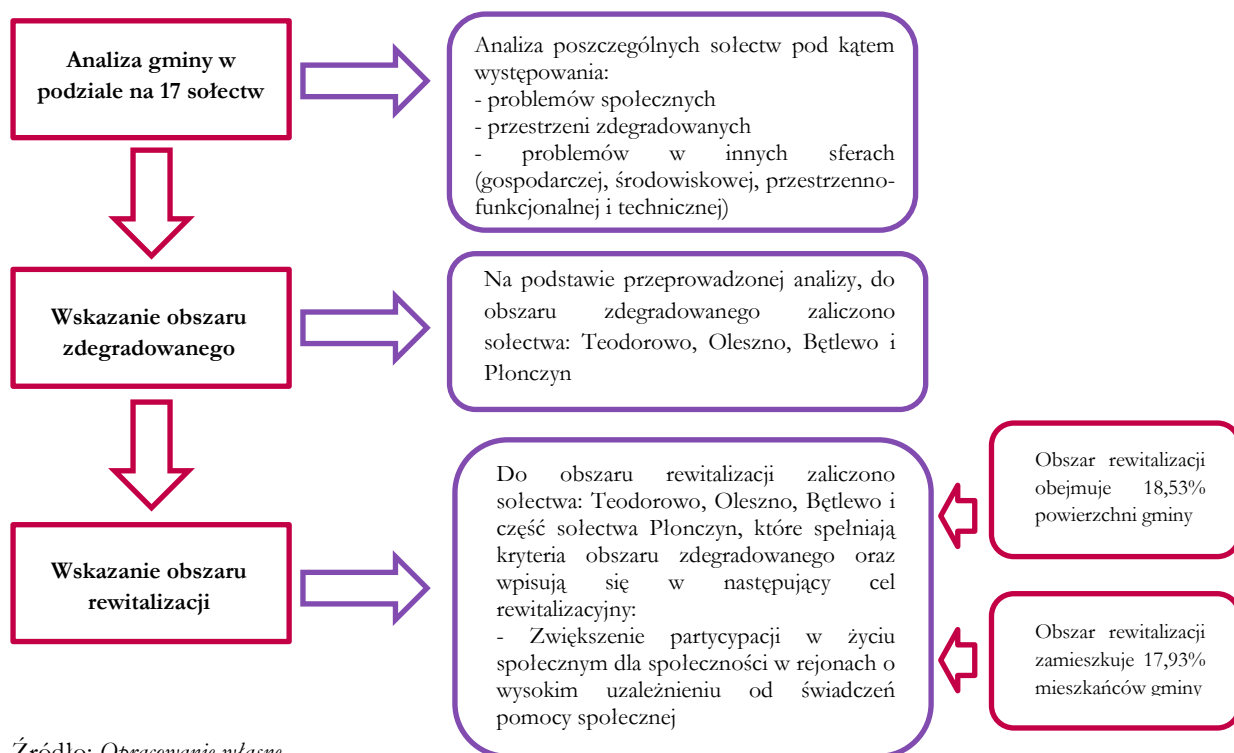 Analiza gminy w
podziale na 17 sołectw
Analiza poszczególnych sołectw pod kątem
występowania:
- problemów społecznych
- przestrzeni zdegradowanych
- problemów w innych sferach
(gospodarczej, środowiskowej, przestrzenno-
funkcjonalnej i technicznej)
Wskazanie obszaru
zdegradowanego
Na podstawie przeprowadzonej analizy, do
obszaru zdegradowanego zaliczono
sołectwa: Teodorowo, Oleszno, Bętlewo i
Płonczyn
Wskazanie obszaru
rewitalizacji
Do obszaru rewitalizacji zaliczono
sołectwa: Teodorowo, Oleszno, Bętlewo i
część sołectwa Płonczyn, które spełniają
kryteria obszaru zdegradowanego oraz
wpisują się w następujący cel
rewitalizacyjny:
- Zwiększenie partycypacji w życiu
społecznym dla społeczności w rejonach o
wysokim uzależnieniu od świadczeń
pomocy społecznej
Obszar rewitalizacji
obejmuje 18,53%
powierzchni gminy
Obszar rewitalizacji
zamieszkuje 17,93%
mieszkańców gminy
Źródło: Opracowanie własne